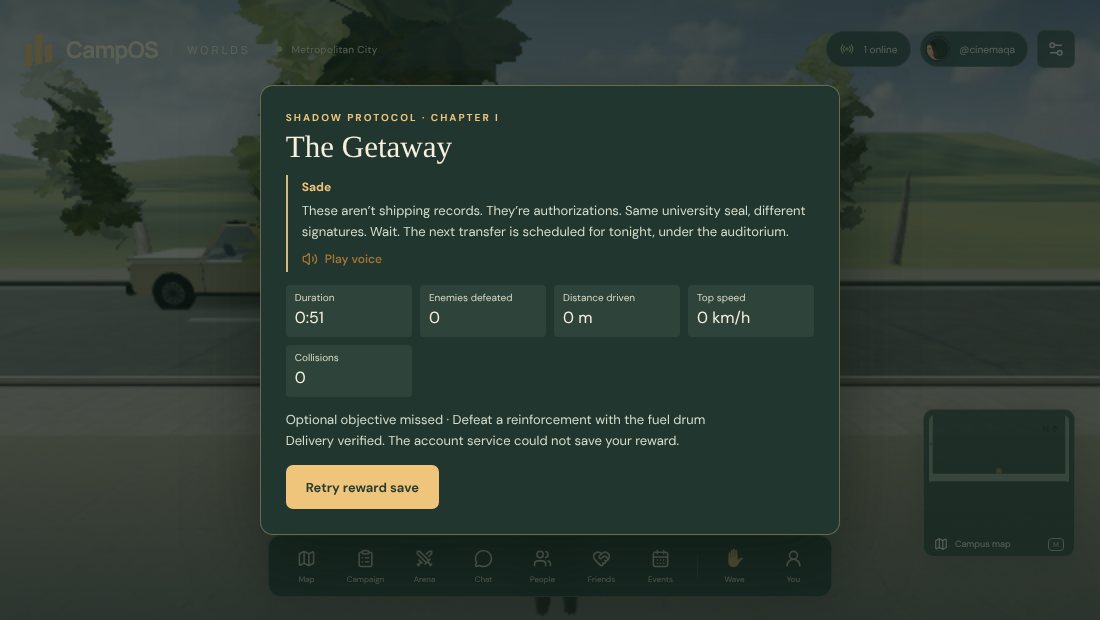 CampOS WORLDS Metropolitan City
1 online
@cinemaqa
SHADOW PROTOCOL · CHAPTER I
The Getaway
Sade
These aren’t shipping records. They’re authorizations. Same university seal, different
signatures. Wait. The next transfer is scheduled for tonight, under the auditorium.
Play voice
Duration
0:51
Enemies defeated
0
Distance driven
0 m
Top speed
0 km/h
Collisions
0
Optional objective missed · Defeat a reinforcement with the fuel drum
Delivery verified. The account service could not save your reward.
Retry reward save
Campus map
M
Map
Campaign
Arena
Chat
People
Friends
Events
Wave
You